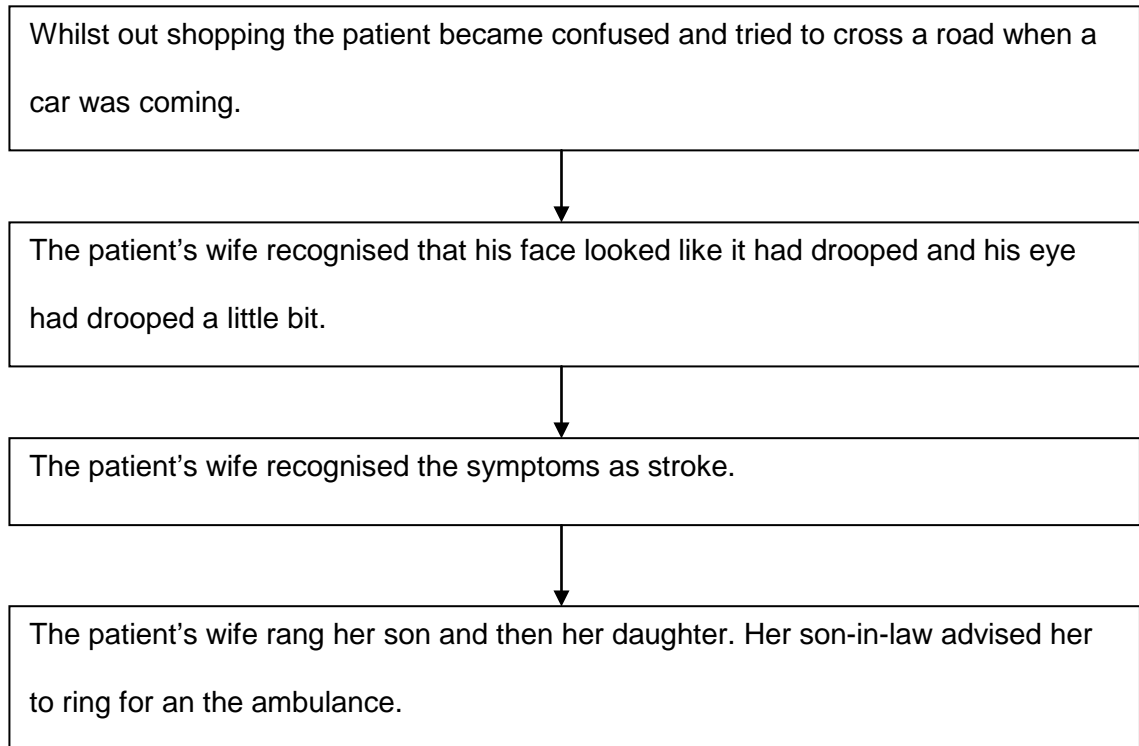 Whilst out shopping the patient became confused and tried to cross a road when a
car was coming.
The patient’s wife recognised that his face looked like it had drooped and his eye
had drooped a little bit.
The patient’s wife recognised the symptoms as stroke.
The patient’s wife rang her son and then her daughter. Her son-in-law advised her
to ring for an the ambulance.